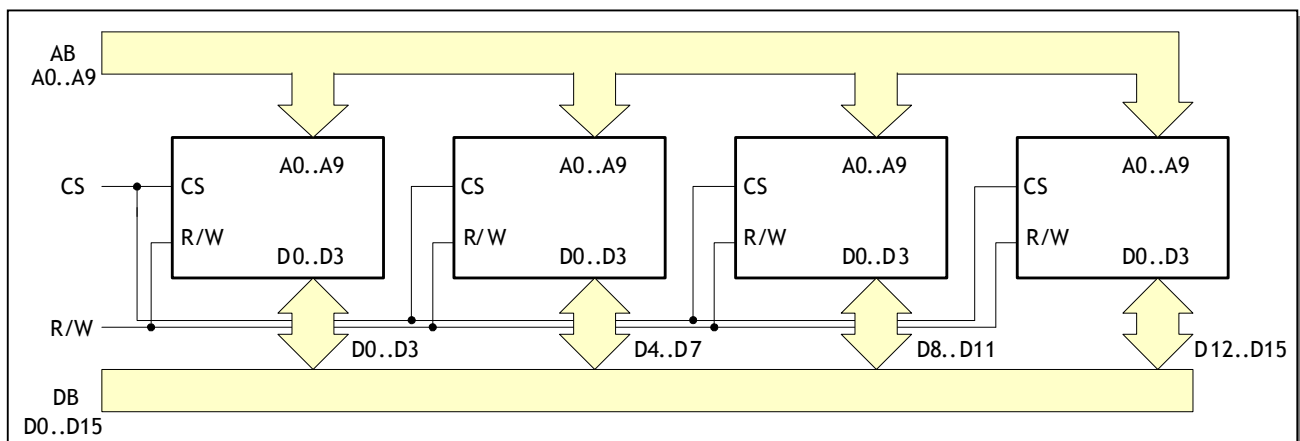 AB
A0..A9
A0..A9
A0..A9
A0..A9
A0..A9
CS
CS
CS
CS
CS
R/W
R/W
R/W
R/W
D0..D3
D0..D3
D0..D3
D0..D3
R/W
D0..D3
D4..D7
D8..D11
D12..D15
DB
D0..D15